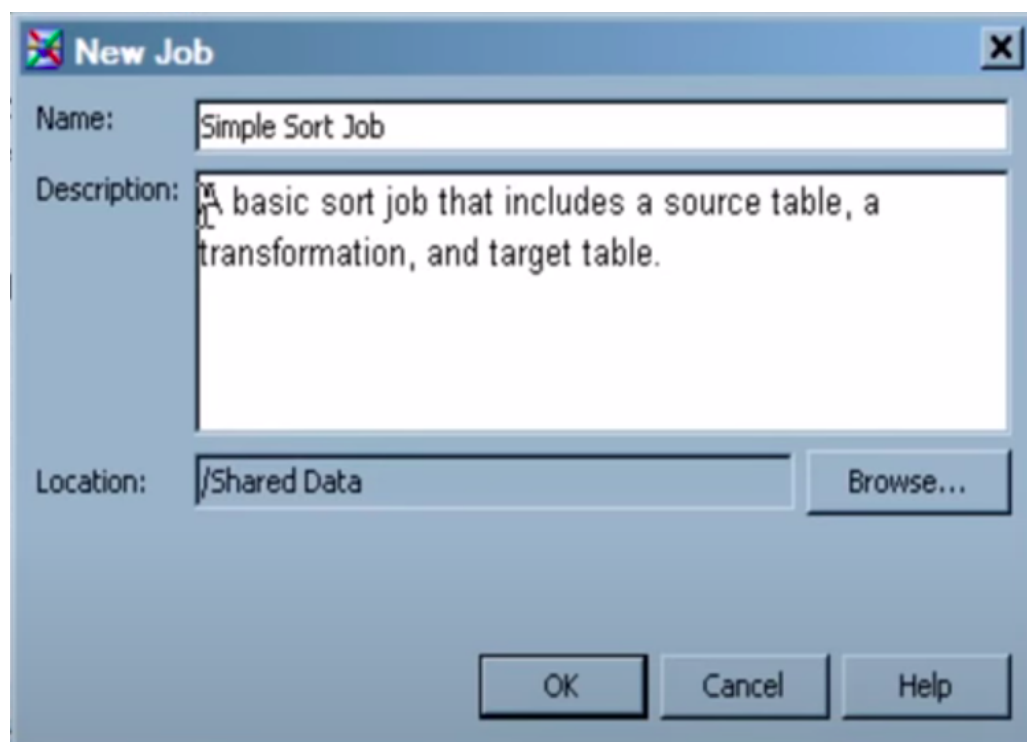 New Job
Name:
Simple Sort Job
Description:
A basic sort job that includes a source table, a
transformation, and target table.
Location:
/Shared Data
Browse...
OK
Cancel
Help